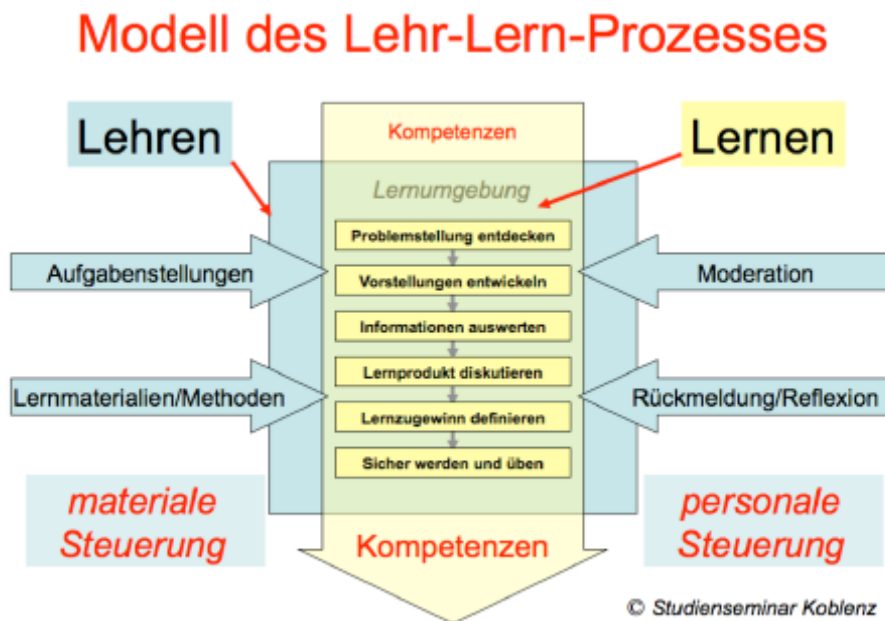 Modell des Lehr-Lern-Prozesses
Lehren
Kompetenzen
Lernen
Lernumgebung
Problemstellung entdecken
Aufgabenstellungen
Vorstellungen entwickeln
Moderation
Informationen auswerten
Lernprodukt diskutieren
Lernmaterialien/Methoden
Rückmeldung/Reflexion
Lernzugewinn definieren
Sicher werden und üben
materiale
Steuerung
Kompetenzen
personale
Steuerung
© Studienseminar Koblenz